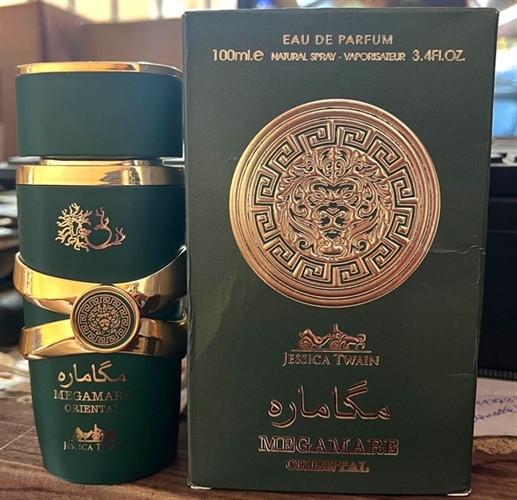 EAU DE PARFUM
100ml.e NATURAL SPRAY - VAPORISATEUR 3.4FL.OZ.
JESSICA TWAIN
مگاماره
MEGAMARE
ORIENTAL
مگاماره
MEGAMARE
ORIENTAL
JESSICA TWAIN